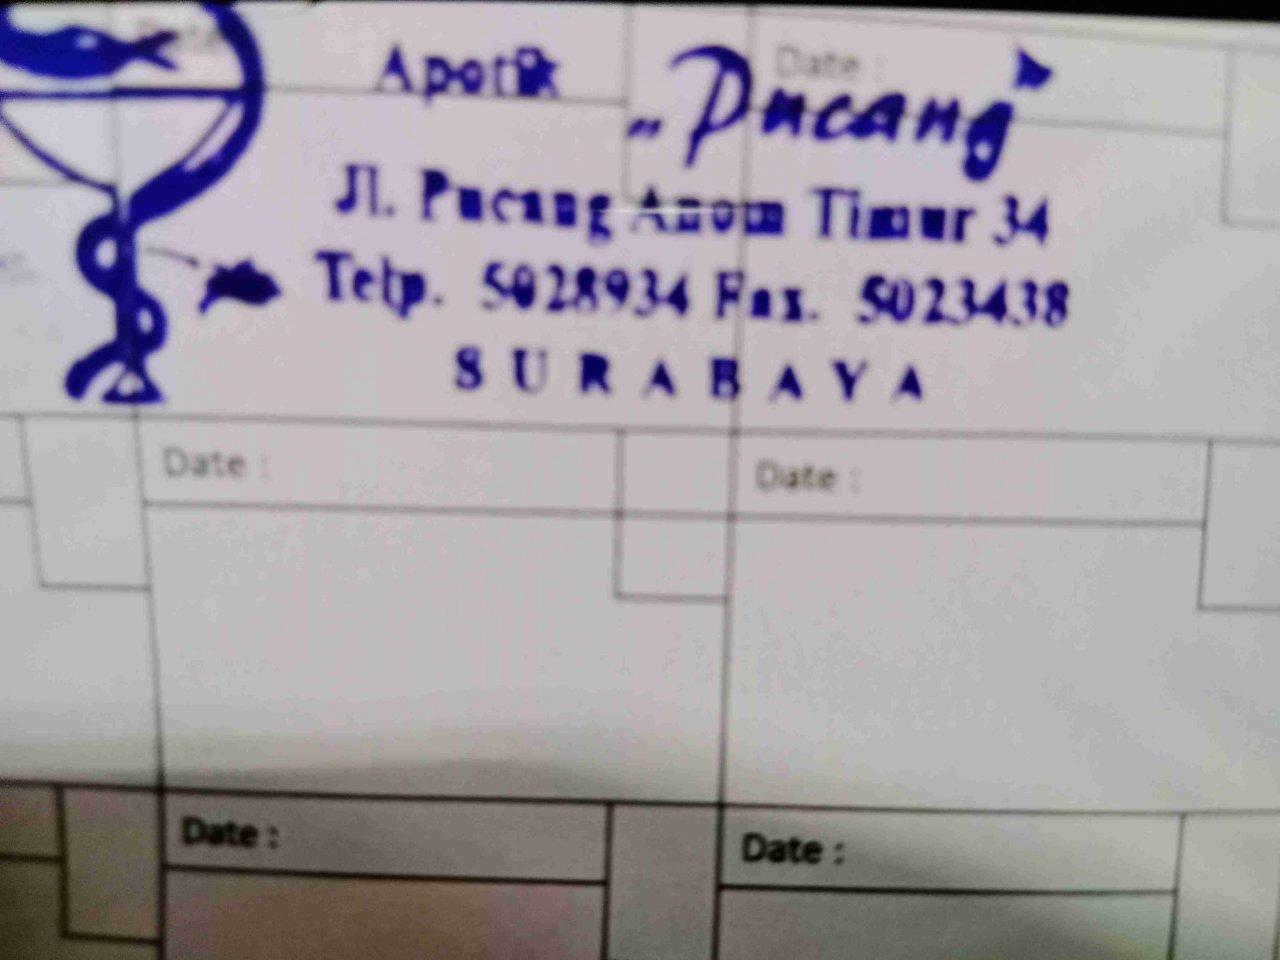 Date :
Apotik „Pucang”
Jl. Pucang Anom Timur 34
Telp. 5028934 Fax. 5023438
SURABAYA
Date :
Date :
Date :
Date :